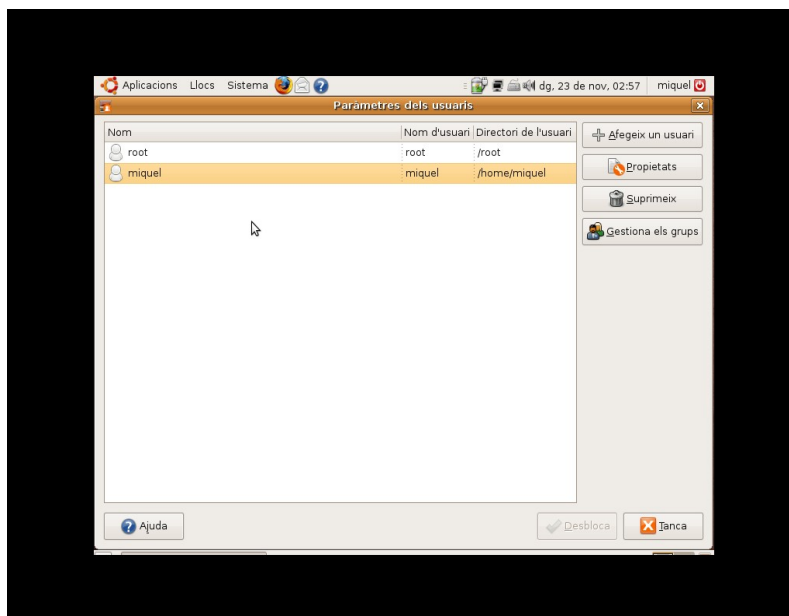 Aplicacions Llocs Sistema dg, 23 de nov, 02:57 miquel
Paràmetres dels usuaris
Nom Nom d'usuari Directori de l'usuari
root root /root
miquel miquel /home/miquel
Afegeix un usuari
Propietats
Suprimeix
Gestiona els grups
Ajuda Desbloca Tanca